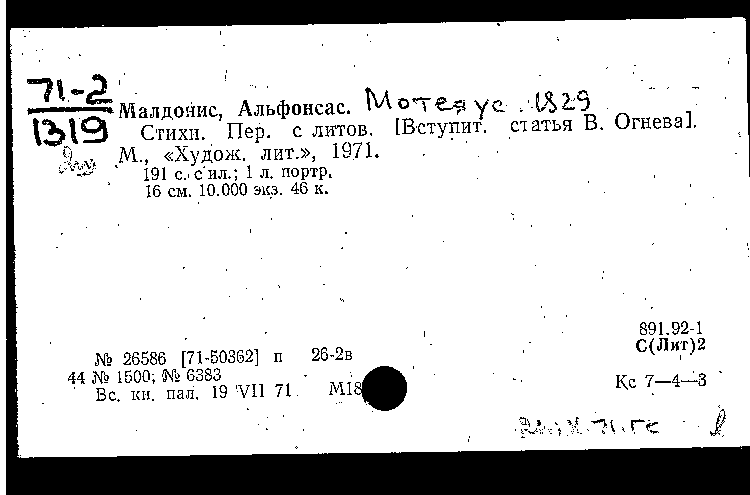 71-2
1319
Малдонис, Альфонсас. Мотеяус. 1829
Стихи. Пер. с литов. [Вступит. статья В. Огнева].
М., «Худож. лит.», 1971.
191 с. с ил.; 1 л. портр.
16 см. 10.000 экз. 46 к.
891.92-1
С(Лит)2
№ 26586 [71-50362] п 26-2в
44 № 1500; № 6383
Вс. кн. пал. 19 VII 71 М18
Кс 7—4—3